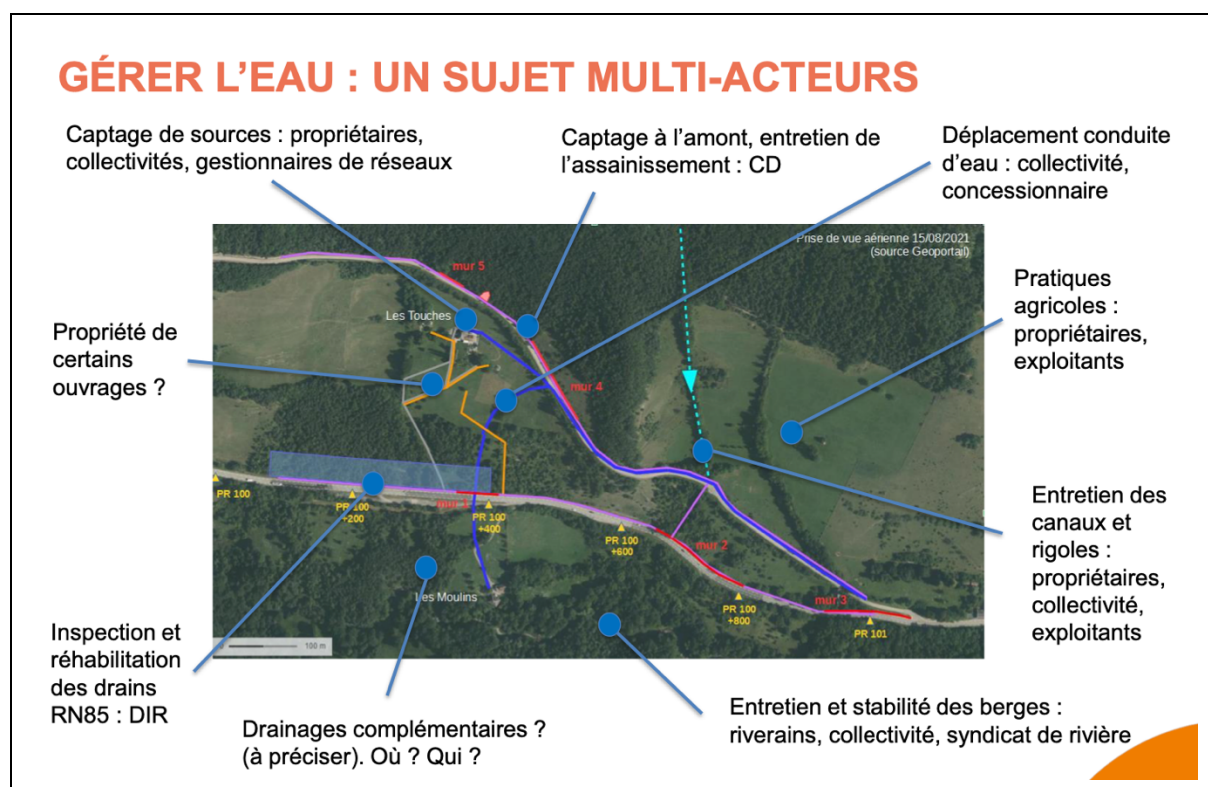 GÉRER L’EAU : UN SUJET MULTI-ACTEURS
Captage de sources : propriétaires,
collectivités, gestionnaires de réseaux
Captage à l’amont, entretien de
l’assainissement : CD
Déplacement conduite
d’eau : collectivité,
concessionnaire
Prise de vue aérienne 15/08/2021
(source Geoportail)
mur 5
Les Touches
Propriété de
certains
ouvrages ?
Pratiques
agricoles :
propriétaires,
exploitants
mur 4
PR 100
PR 100
+200
mur 1
PR 100
+400
PR 100
+600
mur 2
Les Moulins
PR 100
+800
mur 3
PR 101
100 m
Entretien des
canaux et
rigoles :
propriétaires,
collectivité,
exploitants
Inspection et
réhabilitation
des drains
RN85 : DIR
Drainages complémentaires ?
(à préciser). Où ? Qui ?
Entretien et stabilité des berges :
riverains, collectivité, syndicat de rivière